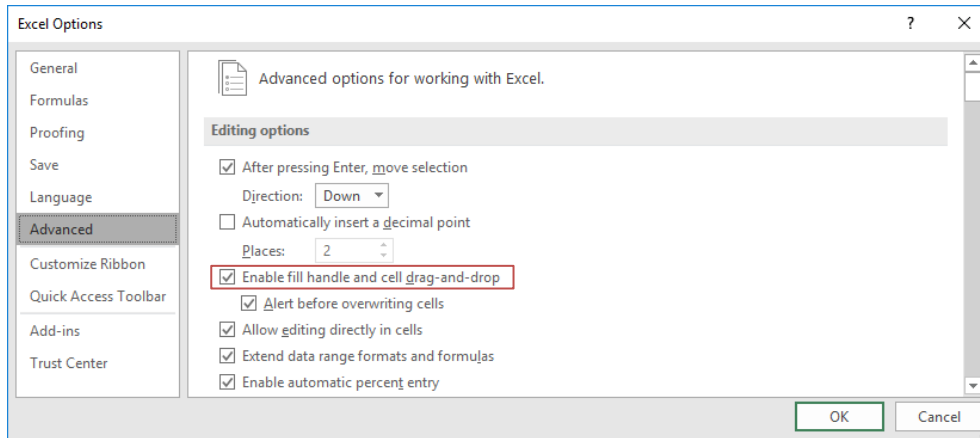 Excel Options
?
General
Formulas
Proofing
Save
Language
Advanced
Customize Ribbon
Quick Access Toolbar
Add-ins
Trust Center
Advanced options for working with Excel.
Editing options
After pressing Enter, move selection
Direction: Down
Automatically insert a decimal point
Places: 2
Enable fill handle and cell drag-and-drop
Alert before overwriting cells
Allow editing directly in cells
Extend data range formats and formulas
Enable automatic percent entry
OK Cancel